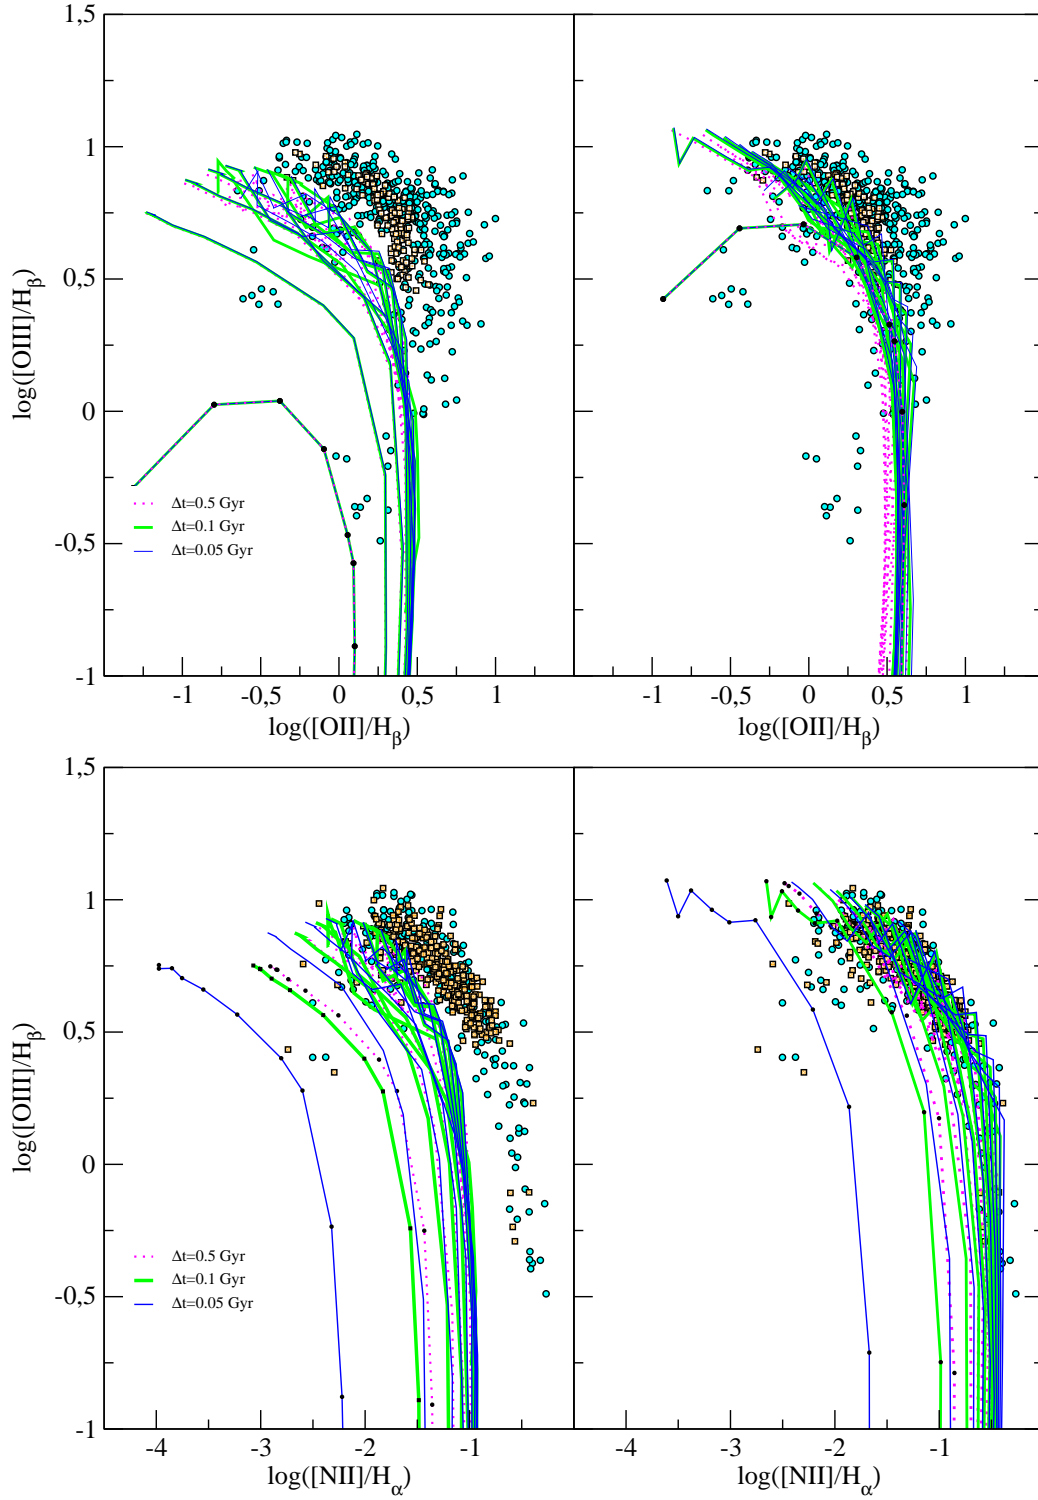 1,5
1
0,5
0
-0,5
1
log([OIII]/Hβ)
Δt=0.5 Gyr
Δt=0.1 Gyr
Δt=0.05 Gyr
-1 -0,5 0 0,5 1
log([OII]/Hβ)
-1 -0,5 0 0,5 1
log([OII]/Hβ)
1,5
1
0,5
0
-0,5
1
log([OIII]/Hβ)
Δt=0.5 Gyr
Δt=0.1 Gyr
Δt=0.05 Gyr
-4 -3 -2 -1
log([NII]/Hα)
-4 -3 -2 -1
log([NII]/Hα)